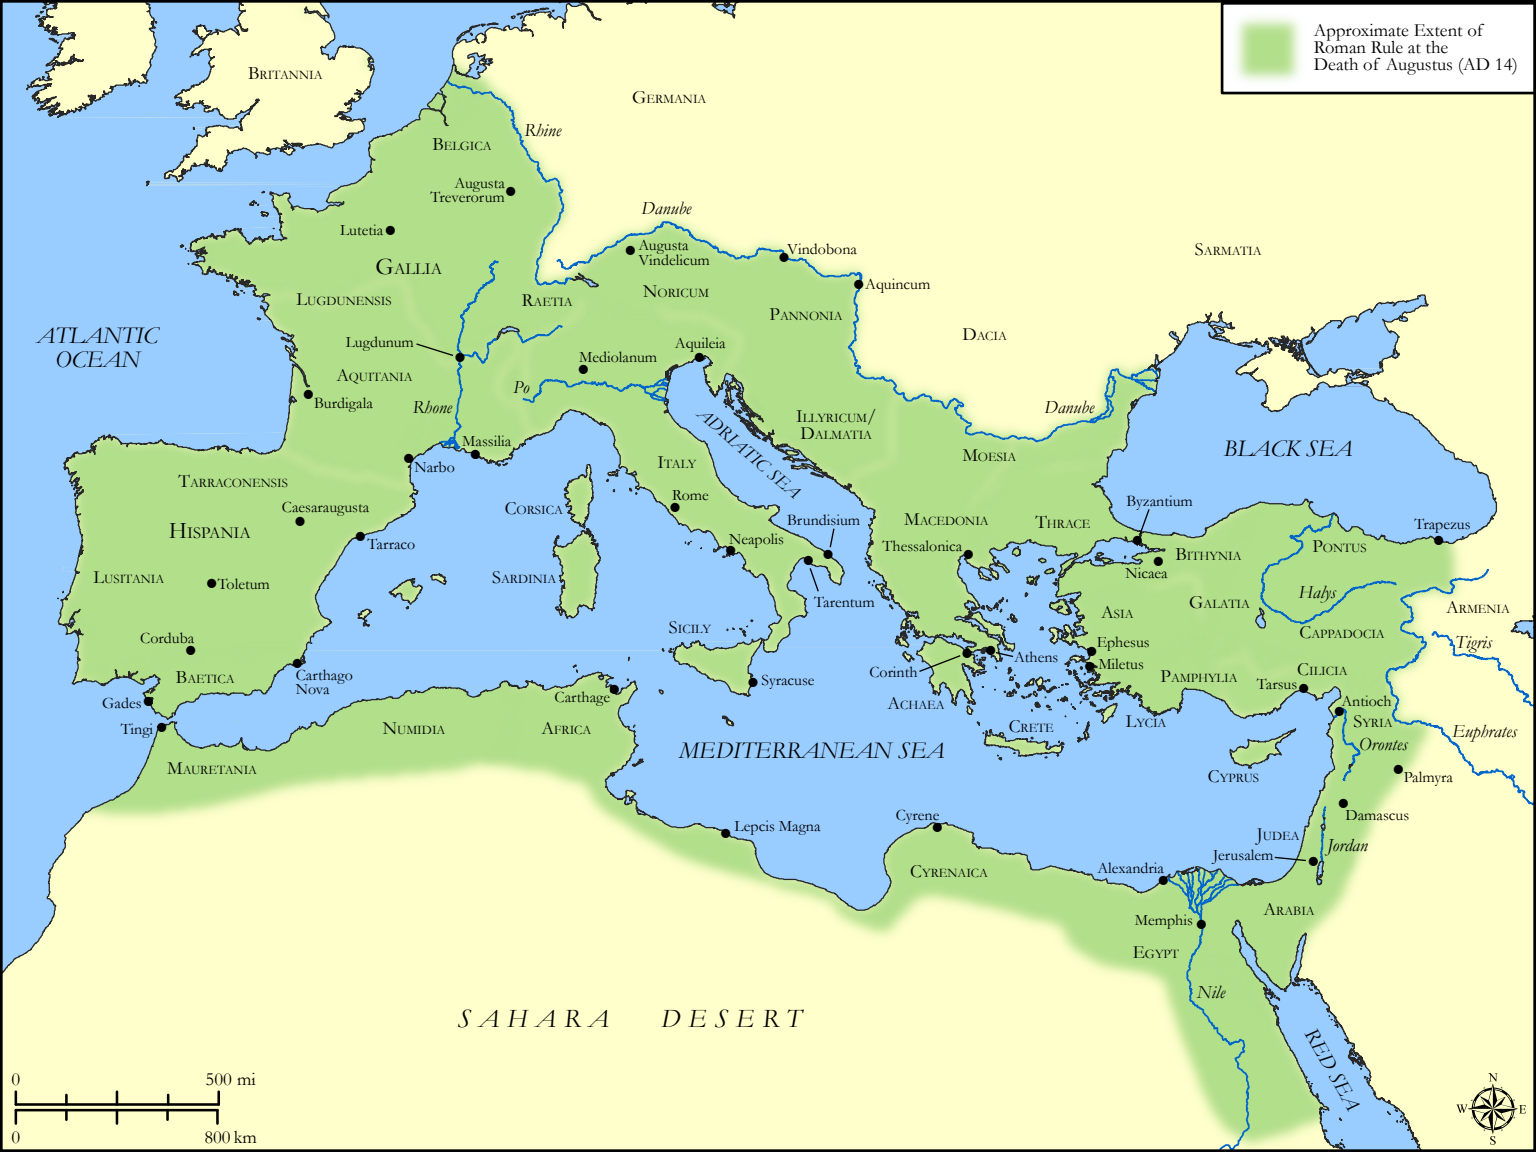 Approximate Extent of
Roman Rule at the
Death of Augustus (AD 14)
Britannia
Germania
Rhine
Belgica
Augusta
Treverorum
Lutetia
Danube
Augusta
Vindelicum
Vindobona
Sarmatia
Gallia
Aquincum
Lugdunensis
Raetia
Noricum
Pannonia
ATLANTIC
OCEAN
Dacia
Lugdunum
Mediolanum
Aquileia
Aquitania
Po
Burdigala
Rhone
Danube
Illyricum/
Dalmatia
ADRIATIC SEA
Massilia
Narbo
BLACK SEA
Moesia
Italy
Tarraconensis
Rome
Caesaraugusta
Corsica
Byzantium
Hispania
Brundisium
Macedonia
Thrace
Trapezus
Tarraco
Neapolis
Thessalonica
Bithynia
Pontus
Lusitania
Toletum
Sardinia
Nicaea
Tarentum
Asia
Galatia
Halys
Armenia
Sicily
Corduba
Cappadocia
Tigris
Ephesus
Corinth
Athens
Miletus
Baetica
Carthago
Nova
Syracuse
Pamphylia
Cilicia
Tarsus
Gades
Carthage
Achaea
Antioch
Tingi
Numidia
Africa
Crete
Lycia
Syria
Euphrates
MEDITERRANEAN SEA
Orontes
Mauretania
Cyprus
Palmyra
Cyrene
Lepcis Magna
Damascus
Judea
Jordan
Jerusalem
Alexandria
Cyrenaica
Arabia
Memphis
Egypt
Nile
SAHARA DESERT
RED SEA
0 500 mi
0 800 km
N
W E
S